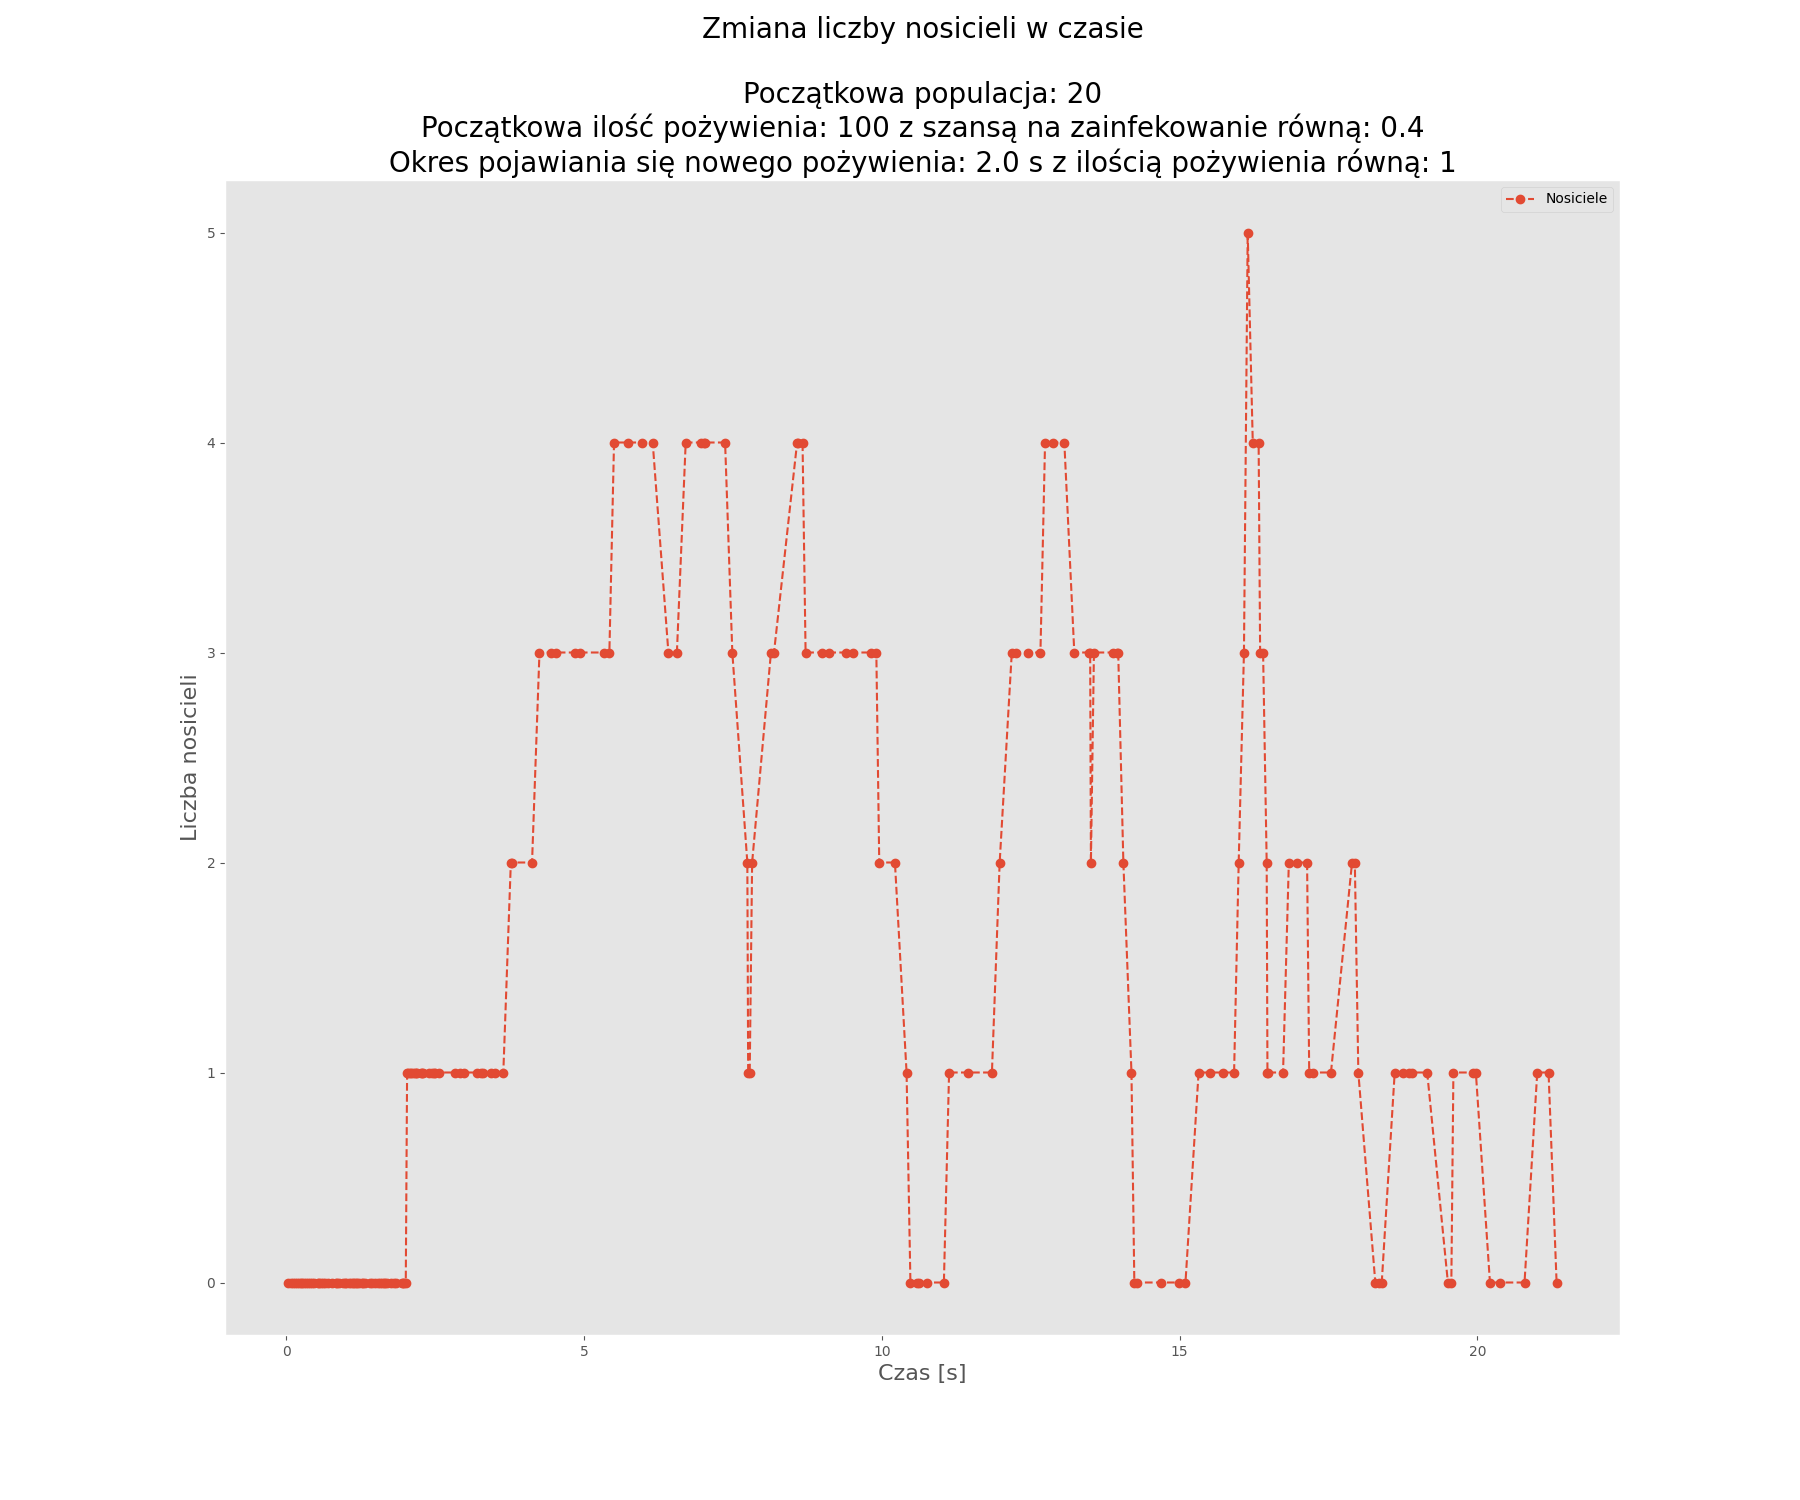 Zmiana liczby nosicieli w czasie
Początkowa populacja: 20
Początkowa ilość pożywienia: 100 z szansą na zainfekowanie równą: 0.4
Okres pojawiania się nowego pożywienia: 2.0 s z ilością pożywienia równą: 1
Nosiciele
5
4
3
2
1
0
Liczba nosicieli
0 5 10 15 20
Czas [s]